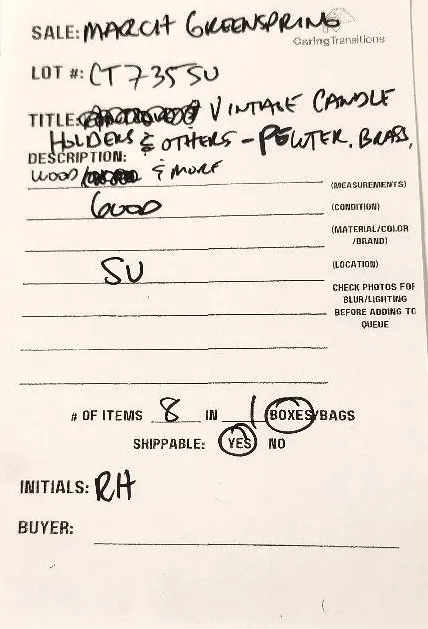 SALE: MARCH GREENSPRING
CaringTransitions
LOT #: CT735SU
TITLE: VINTAGE CANDLE
HOLDERS & OTHERS - PEWTER, BRASS,
DESCRIPTION:
WOOD & MORE
(MEASUREMENTS)
GOOD (CONDITION)
(MATERIAL/COLOR
/BRAND)
SU (LOCATION)
CHECK PHOTOS FOR
BLUR/LIGHTING
BEFORE ADDING TO
QUEUE
# OF ITEMS 8 IN 1 BOXES/BAGS
SHIPPABLE: YES NO
INITIALS: RH
BUYER: